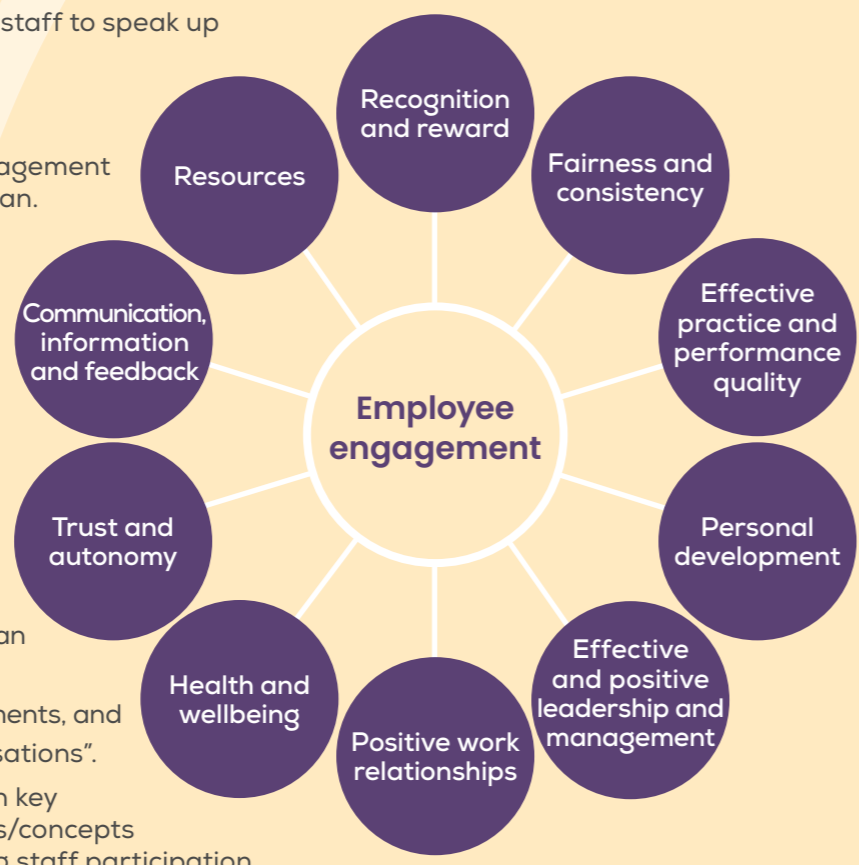 staff to speak up
agement
an.
an
nents, and
sations”.
n key
s/concepts
g staff participation
Recognition
and reward
Fairness and
consistency
Effective
practice and
performance
quality
Personal
development
Effective
and positive
leadership and
management
Positive work
relationships
Health and
wellbeing
Trust and
autonomy
Communication,
information
and feedback
Resources
Employee
engagement